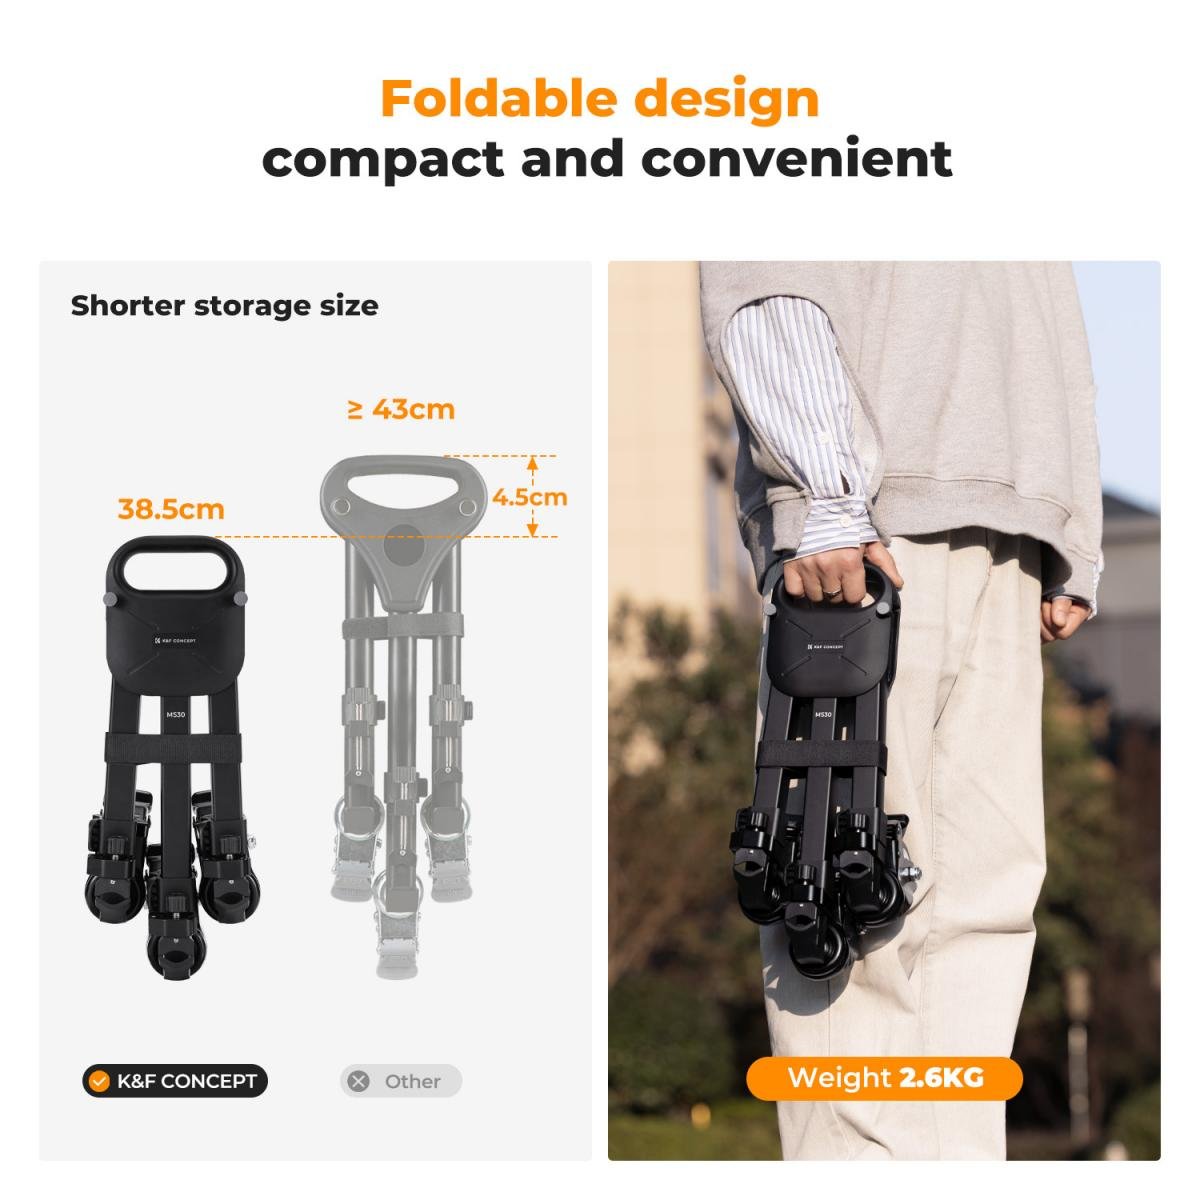 Foldable design
compact and convenient
Shorter storage size
≥ 43cm
4.5cm
38.5cm
K&F CONCEPT
MS30
K&F CONCEPT
Other
K&F CONCEPT
MS30
Weight 2.6KG